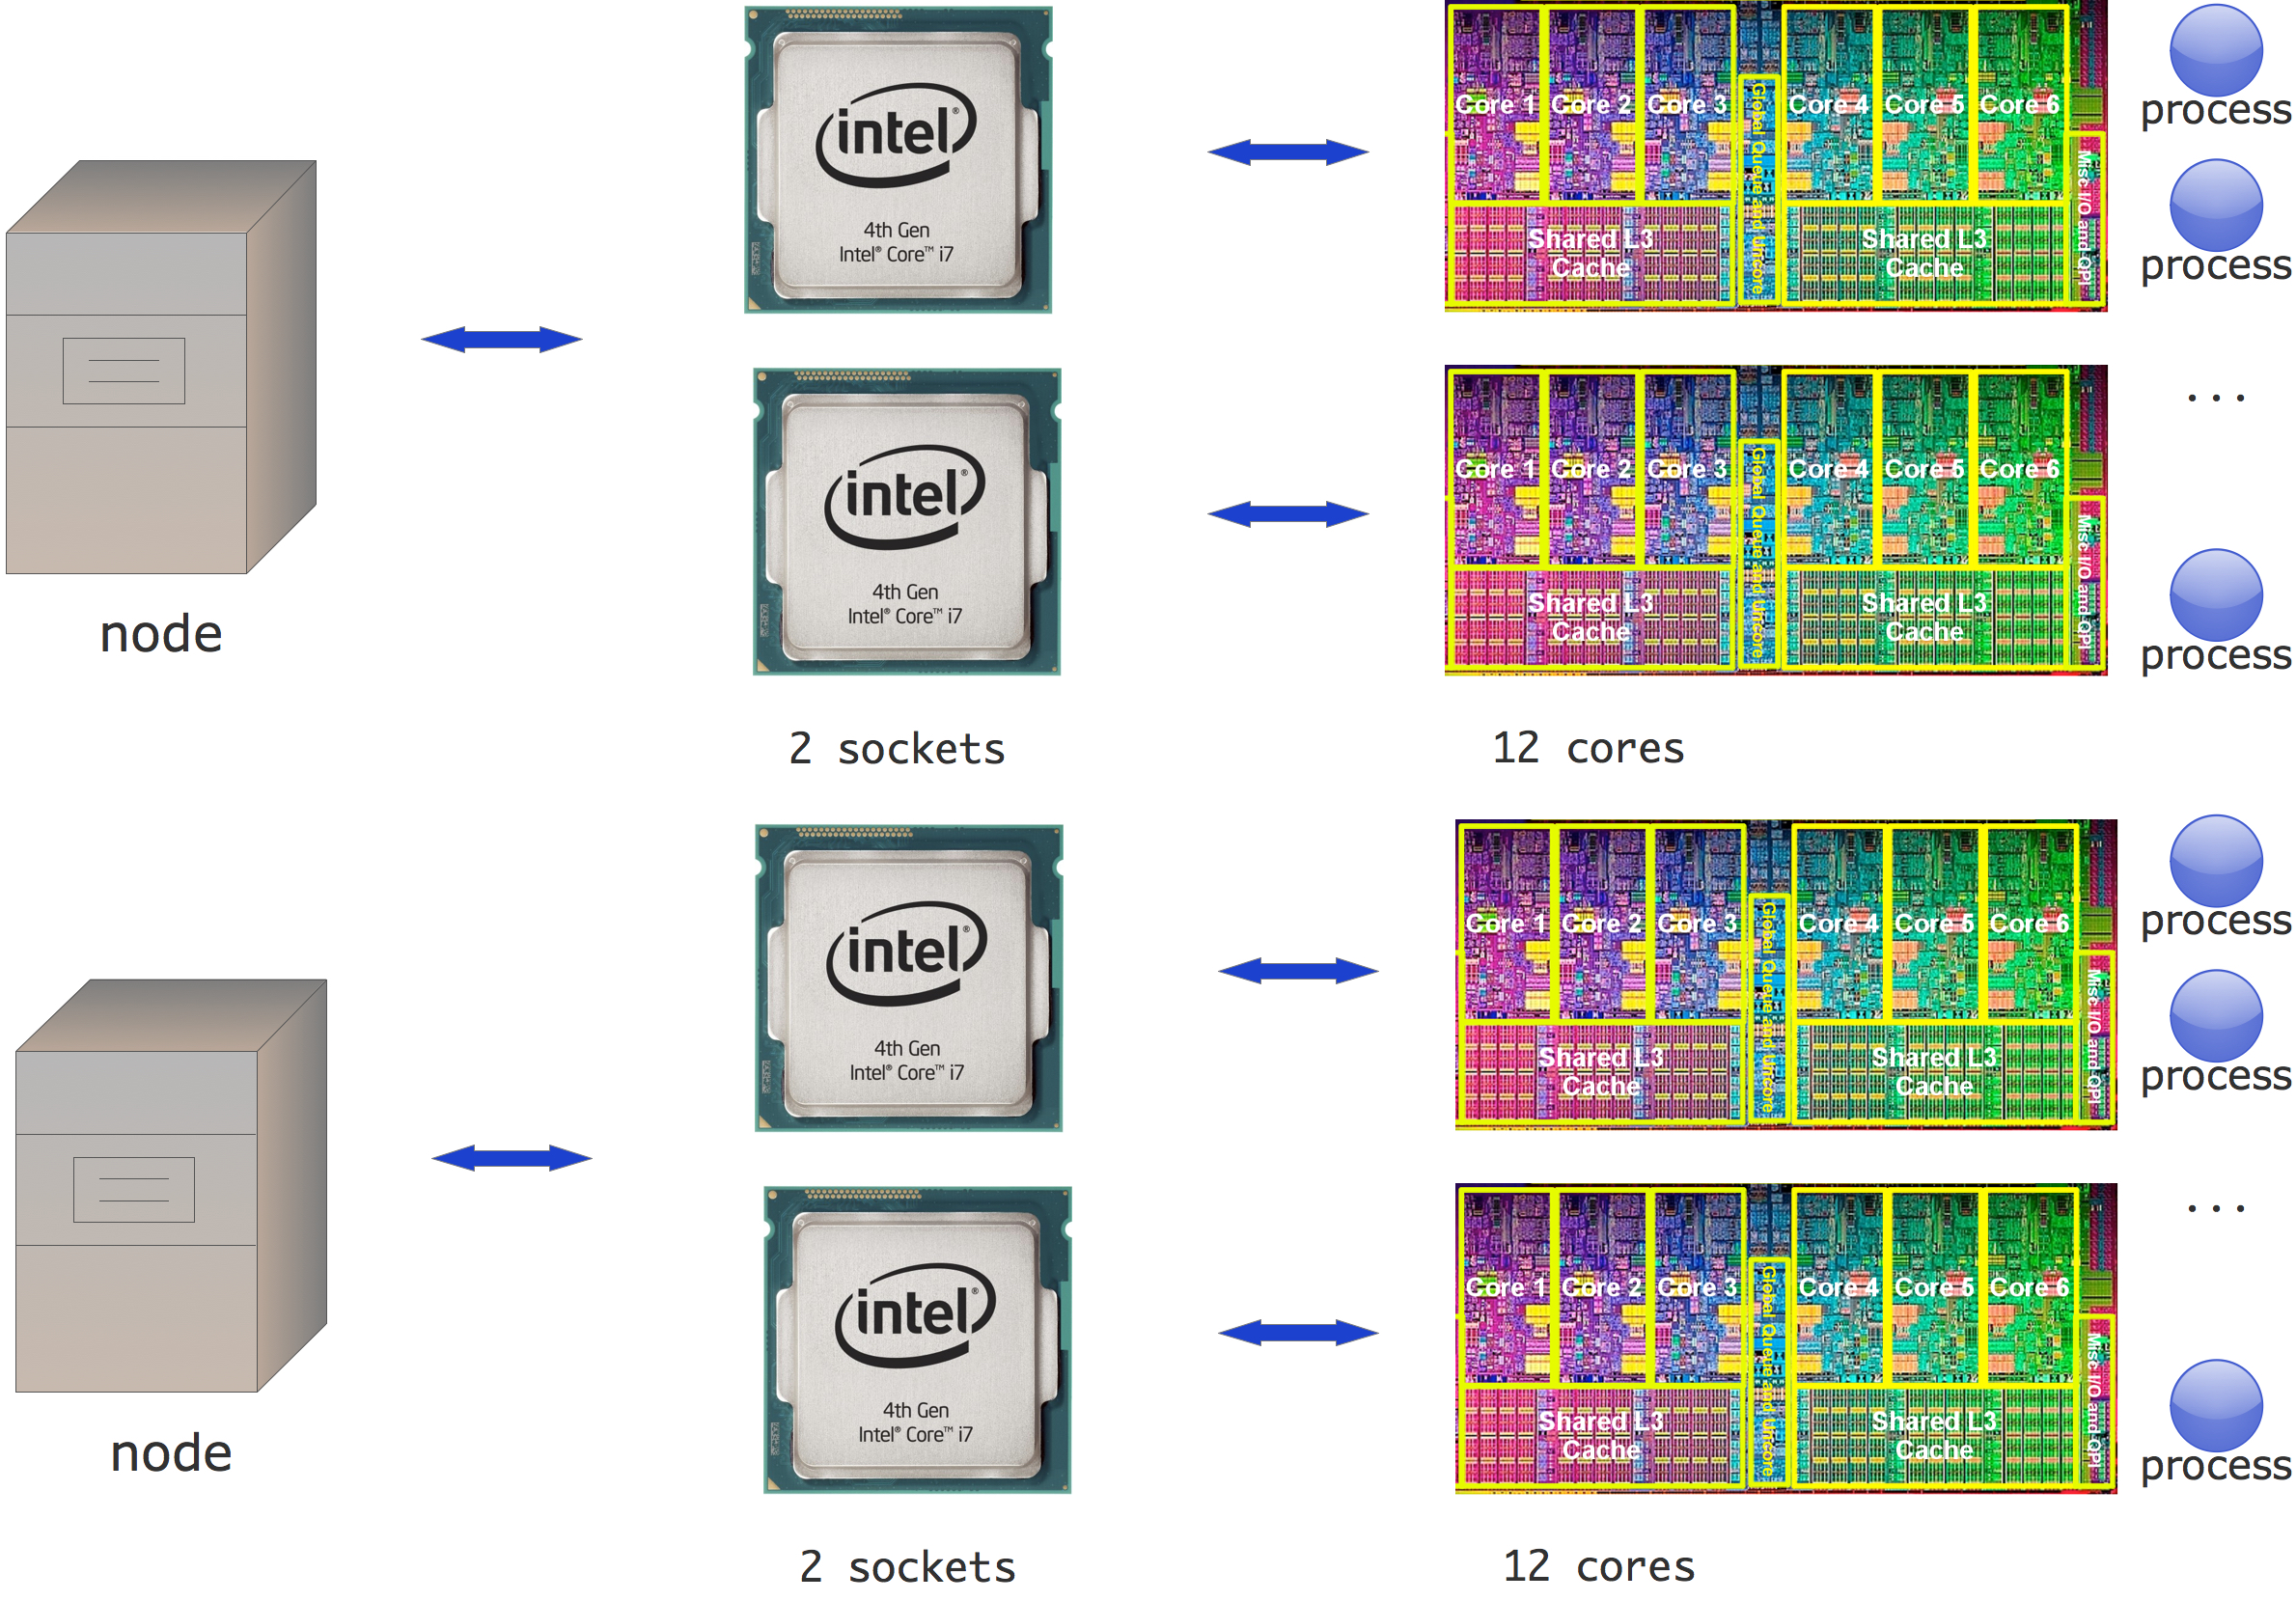 intel®
4th Gen
Intel® Core™ i7
Core 1 Core 2 Core 3 Core 4 Core 5 Core 6
Global Queue and Uncore
Misc I/O and QPI
Shared L3
Cache
Shared L3
Cache
process
process
node
intel®
4th Gen
Intel® Core™ i7
Core 1 Core 2 Core 3 Core 4 Core 5 Core 6
Global Queue and Uncore
Misc I/O and QPI
Shared L3
Cache
Shared L3
Cache
...
process
2 sockets
12 cores
intel®
4th Gen
Intel® Core™ i7
Core 1 Core 2 Core 3 Core 4 Core 5 Core 6
Global Queue and Uncore
Misc I/O and QPI
Shared L3
Cache
Shared L3
Cache
process
process
node
intel®
4th Gen
Intel® Core™ i7
Core 1 Core 2 Core 3 Core 4 Core 5 Core 6
Global Queue and Uncore
Misc I/O and QPI
Shared L3
Cache
Shared L3
Cache
...
process
2 sockets
12 cores